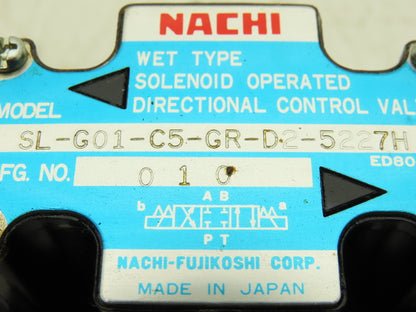 NACHI
WET TYPE
SOLENOID OPERATED
MODEL DIRECTIONAL CONTROL VAL
SL-G01-C5-GR-D2-5227H
ED80
FG. NO. 0 1 0
A B
b a
P T
NACHI-FUJIKOSHI CORP.
MADE IN JAPAN